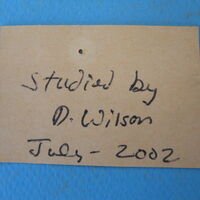 studied by
D. Wilson
July - 2002